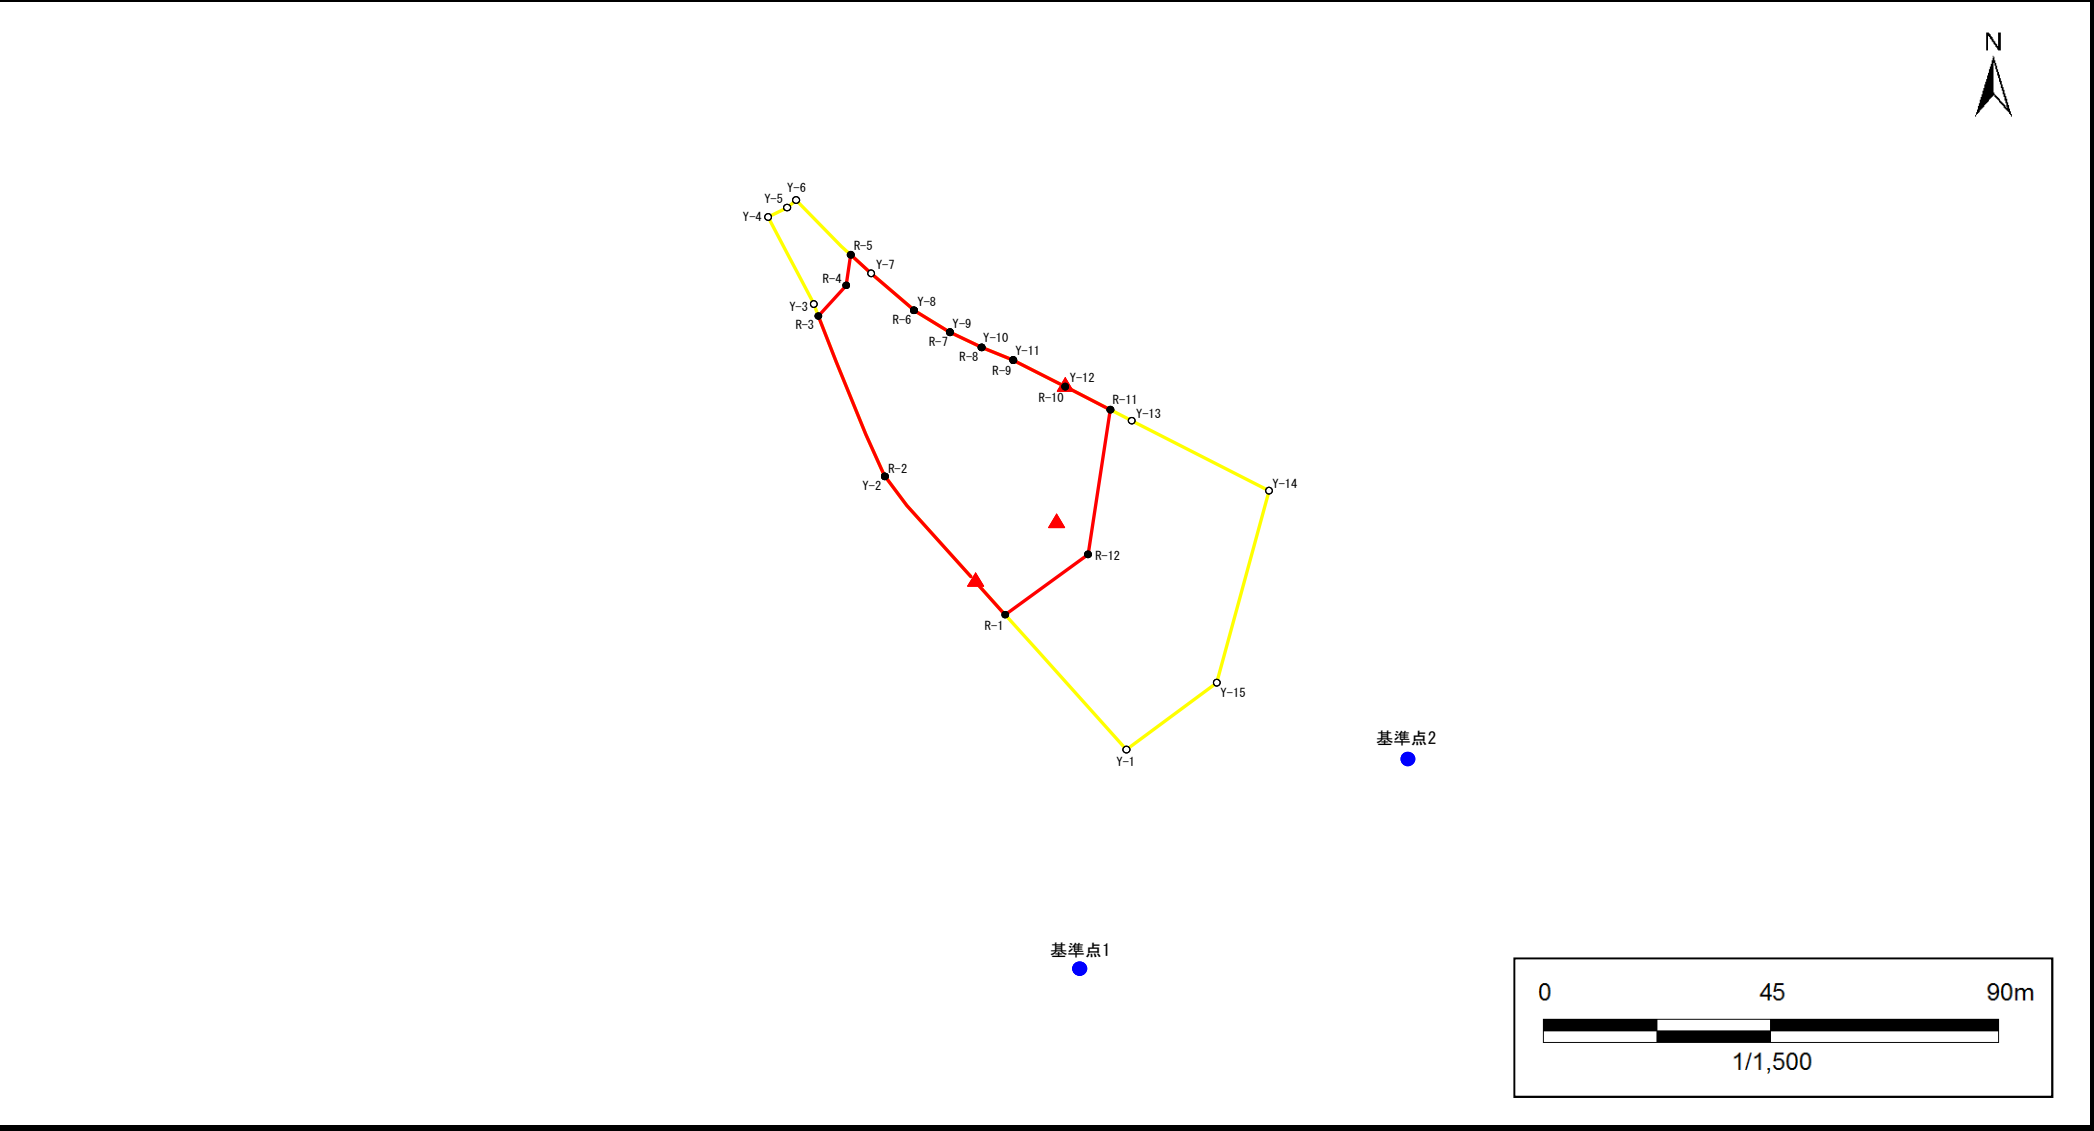 N
Y-6
Y-5
Y-4
R-5
Y-7
R-4
Y-3
R-3
Y-8
R-6
Y-9
R-7
Y-10
R-8
Y-11
R-9
Y-12
R-10
R-11
Y-13
R-2
Y-2
Y-14
R-12
R-1
Y-15
Y-1
基準点2
基準点1
0 45 90m
1/1,500